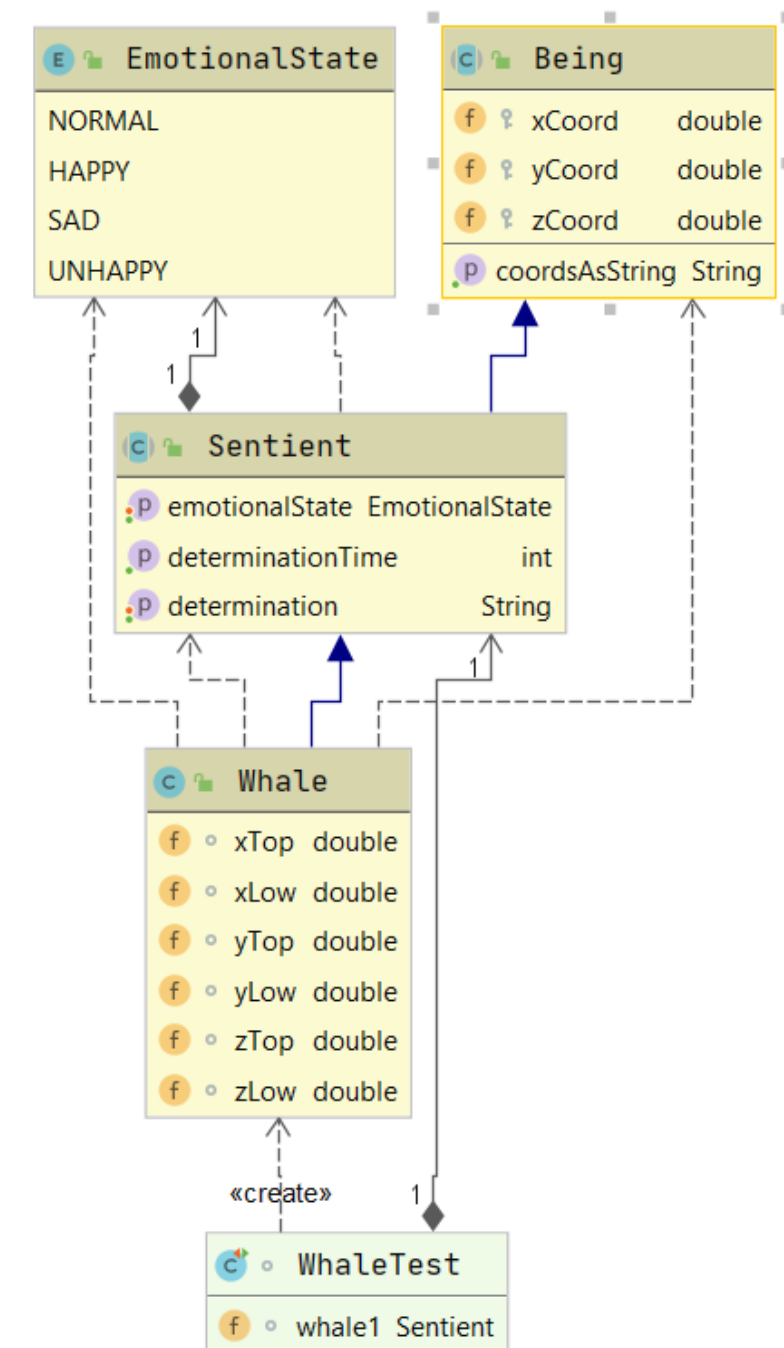 E EmotionalState
NORMAL
HAPPY
SAD
UNHAPPY
C Being
f xCoord double
f yCoord double
f zCoord double
p coordsAsString String
1
1
C Sentient
p emotionalState EmotionalState
p determinationTime int
p determination String
1
C Whale
f xTop double
f xLow double
f yTop double
f yLow double
f zTop double
f zLow double
«create»
1
C WhaleTest
f whale1 Sentient